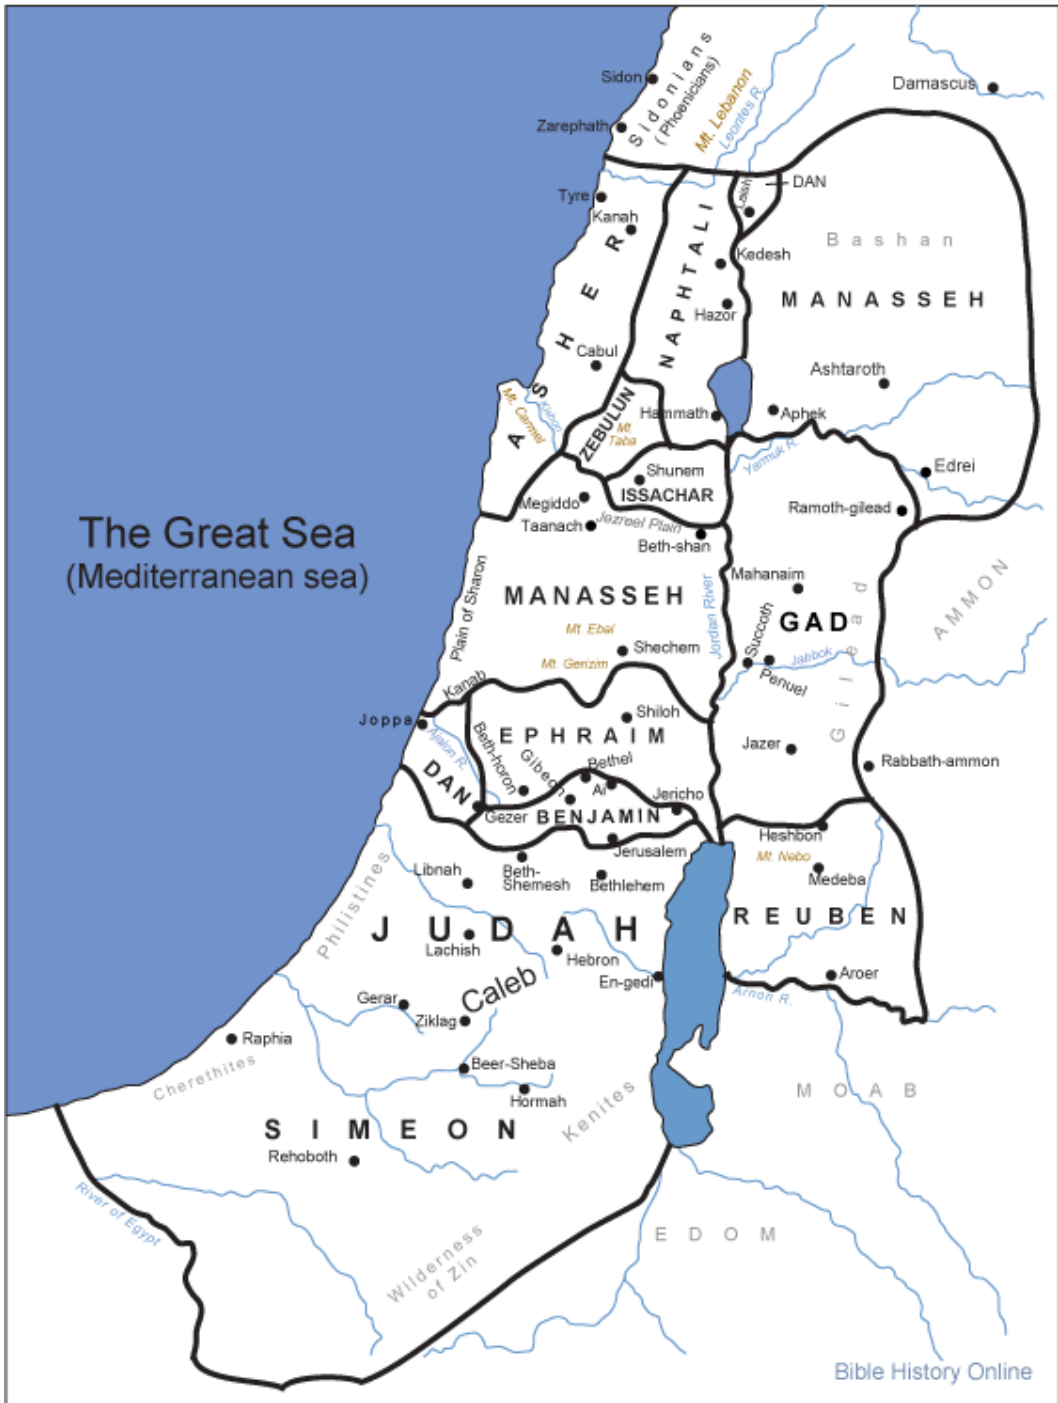 Sidonians
(Phoenicians)
Sidon
Mt. Lebanon
Leontes R.
Damascus
Zarephath
Tyre
Kanah
Laish
DAN
Bashan
Kedesh
MANASSEH
NAPHTALI
Hazor
ASHER
Cabul
Ashtaroth
Mt. Carmel
Kishon
ZEBULUN
Mt.
Taba
Hammath
Aphek
Yarmuk R.
Edrei
Shunem
ISSACHAR
Megiddo
Taanach
Jezreel Plain
Beth-shan
Ramoth-gilead
The Great Sea
(Mediterranean sea)
Plain of Sharon
MANASSEH
Mt. Ebal
Shechem
Mt. Gerizim
Jordan River
Mahanaim
GAD
Succoth
Penuel
Jabbok
Gilead
AMMON
Kanab
Joppa
Ajalon R.
Shiloh
EPHRAIM
Beth-horon
Gibeon
Bethel
Ai
Jazer
Rabbath-ammon
DAN
Gezer
BENJAMIN
Jericho
Jerusalem
Heshbon
Mt. Nebo
Medeba
Libnah
Beth-
Shemesh
Bethlehem
Philistines
JUDAH
REUBEN
Lachish
Hebron
En-gedi
Aroer
Arnon R.
Caleb
Gerar
Ziklag
Raphia
Cherethites
Beer-Sheba
Hormah
Kenites
MOAB
SIMEON
Rehoboth
River of Egypt
Wilderness
of Zin
EDOM
Bible History Online